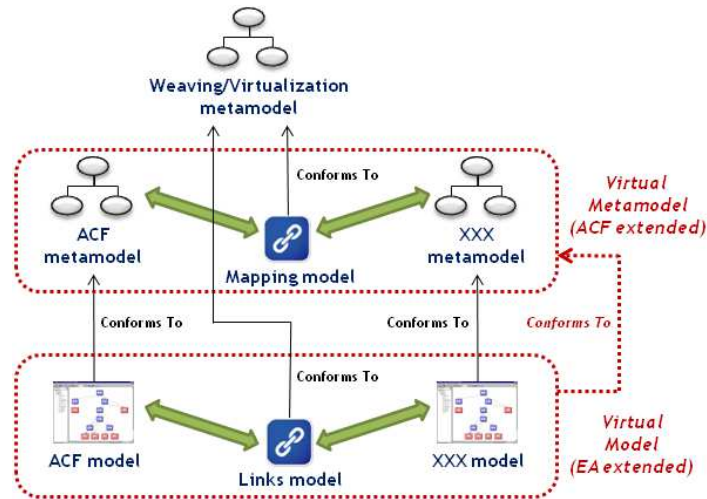 Weaving/Virtualization
metamodel
Conforms To
Virtual
Metamodel
(ACF extended)
ACF
metamodel
Mapping model
XXX
metamodel
Conforms To
Conforms To
Conforms To
Conforms To
ACF model
Links model
XXX model
Virtual
Model
(EA extended)